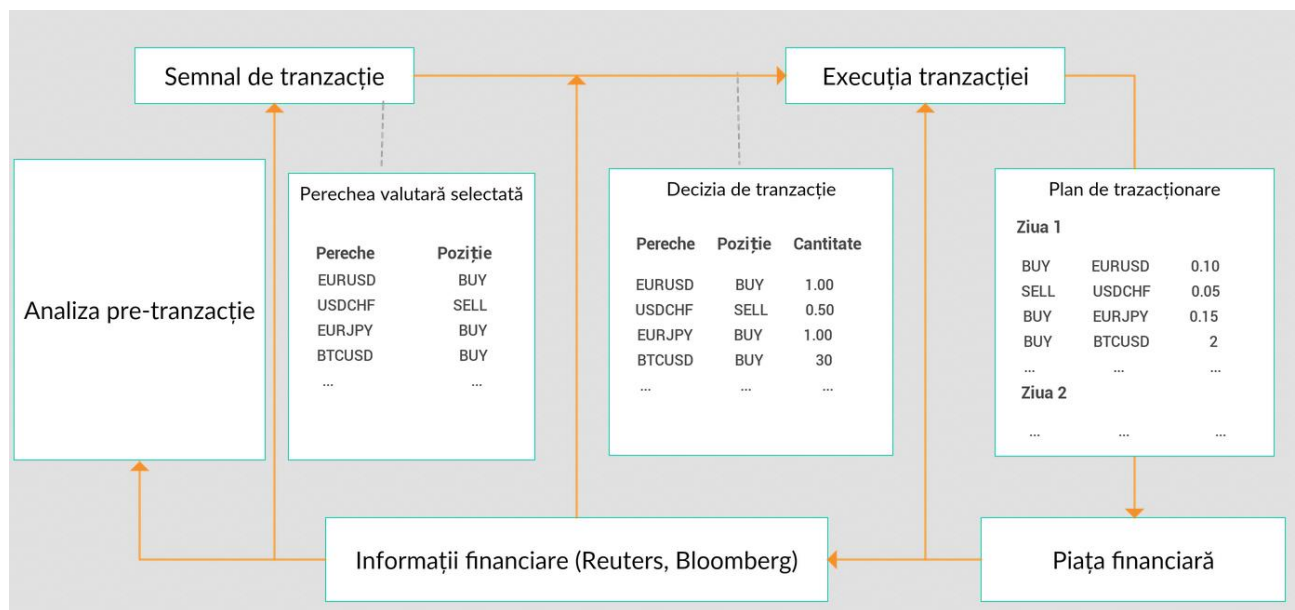 Semnal de tranzacție
Execuția tranzacției
Analiza pre-tranzacție
Perechea valutară selectată
Pereche Poziție
EURUSD BUY
USDCHF SELL
EURJPY BUY
BTCUSD BUY
... ...
Decizia de tranzacție
Pereche Poziție Cantitate
EURUSD BUY 1.00
USDCHF SELL 0.50
EURJPY BUY 1.00
BTCUSD BUY 30
... ... ...
Plan de trazacționare
Ziua 1
BUY EURUSD 0.10
SELL USDCHF 0.05
BUY EURJPY 0.15
BUY BTCUSD 2
... ... ...
Ziua 2
... ... ...
Informații financiare (Reuters, Bloomberg)
Piața financiară